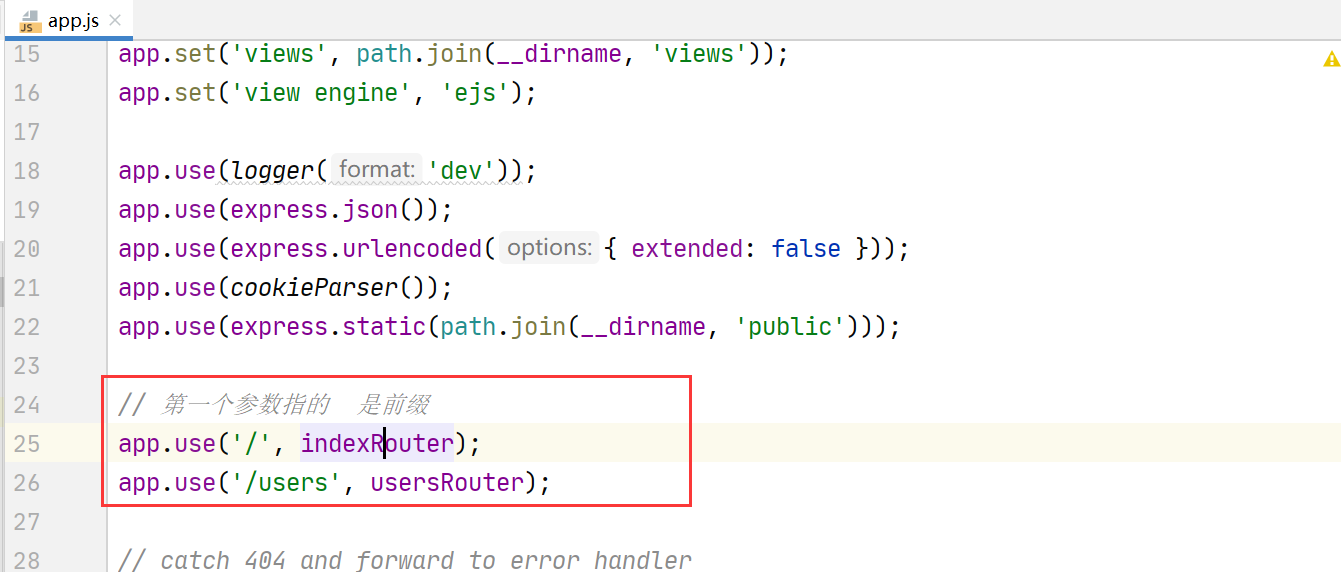 JS app.js
15 app.set('views', path.join(__dirname, 'views'));
16 app.set('view engine', 'ejs');
17
18 app.use(logger( format: 'dev'));
19 app.use(express.json());
20 app.use(express.urlencoded( options: { extended: false }));
21 app.use(cookieParser());
22 app.use(express.static(path.join(__dirname, 'public')));
23
24 // 第一个参数指的 是前缀
25 app.use('/', indexRouter);
26 app.use('/users', usersRouter);
27
28 // catch 404 and forward to error handler